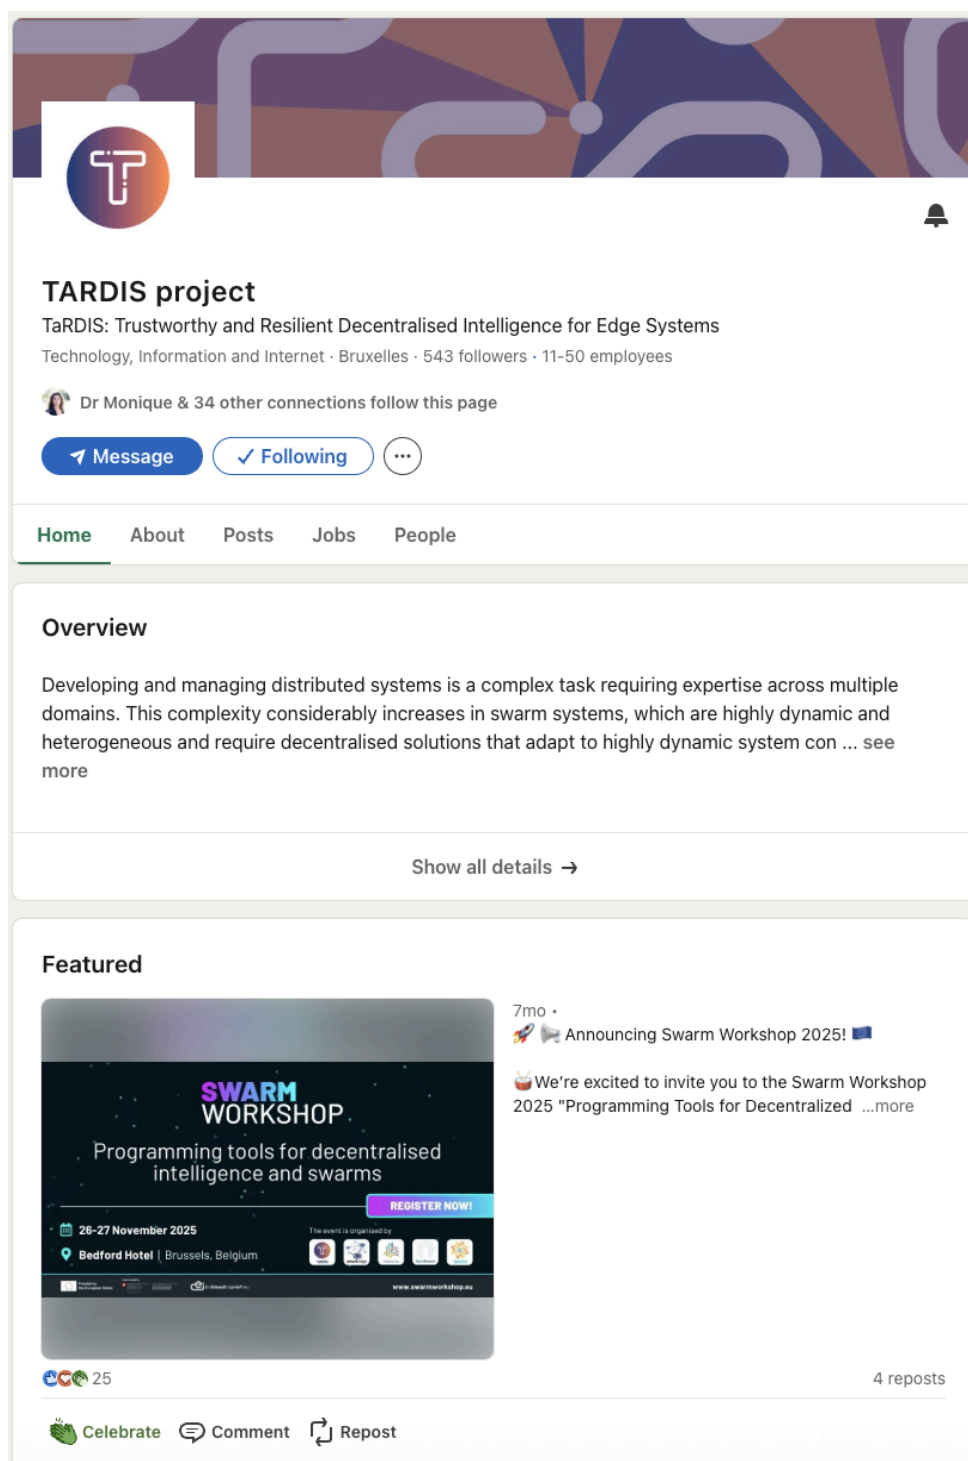 TARDIS project
TaRDIS: Trustworthy and Resilient Decentralised Intelligence for Edge Systems
Technology, Information and Internet · Bruxelles · 543 followers · 11-50 employees
Dr Monique & 34 other connections follow this page
Message
Following
Home
About
Posts
Jobs
People
Overview
Developing and managing distributed systems is a complex task requiring expertise across multiple
domains. This complexity considerably increases in swarm systems, which are highly dynamic and
heterogeneous and require decentralised solutions that adapt to highly dynamic system con ... see
more
Show all details →
Featured
SWARM
WORKSHOP
Programming tools for decentralised
intelligence and swarms
REGISTER NOW!
26-27 November 2025
The event is organised by
Bedford Hotel | Brussels, Belgium
www.swarmworkshop.eu
7mo •
🚀 📢 Announcing Swarm Workshop 2025! 🇪🇺
🥁We're excited to invite you to the Swarm Workshop
2025 "Programming Tools for Decentralized ...more
25
4 reposts
Celebrate
Comment
Repost